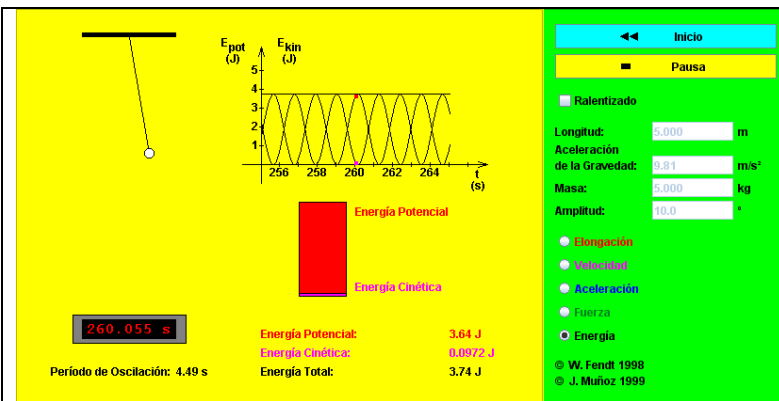 E_pot
(J)
E_kin
(J)
5
4
3
2
1
256 258 260 262 264
t
(s)
Energía Potencial
Energía Cinética
260.055 s
Período de Oscilación: 4.49 s
Energía Potencial: 3.64 J
Energía Cinética: 0.0972 J
Energía Total: 3.74 J
Inicio
Pausa
Ralentizado
Longitud: 5.000 m
Aceleración
de la Gravedad: 9.81 m/s²
Masa: 5.000 kg
Amplitud: 10.0 °
Elongación
Velocidad
Aceleración
Fuerza
Energía
© W. Fendt 1998
© J. Muñoz 1999